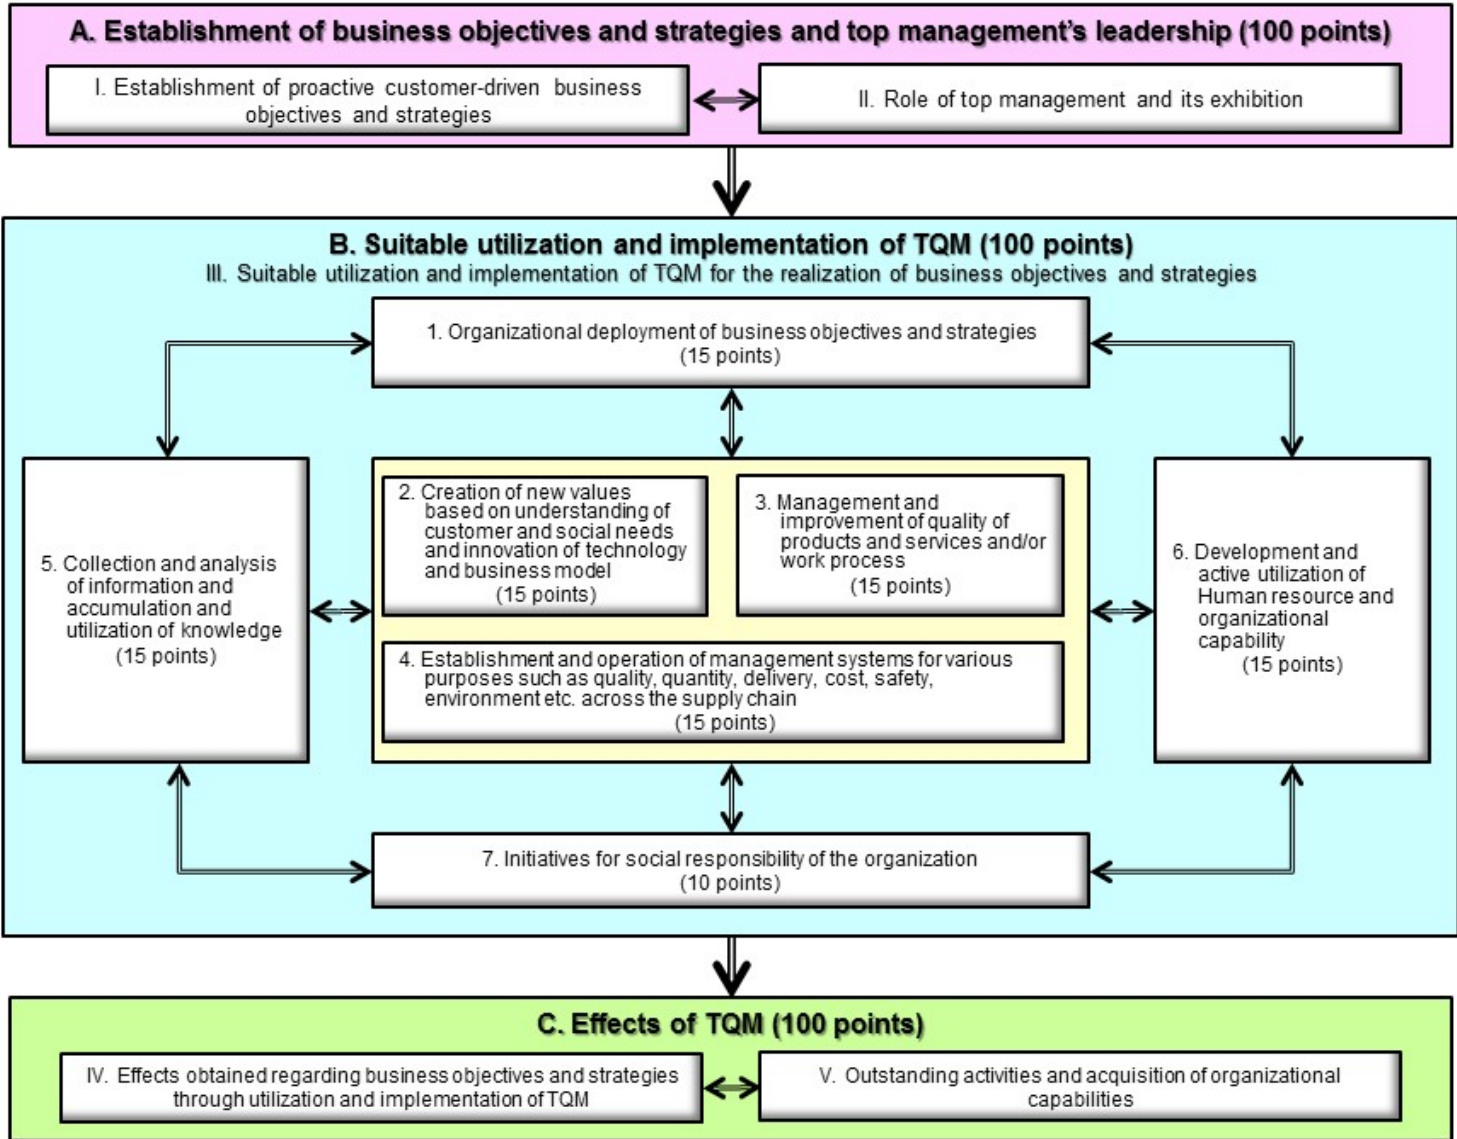 A. Establishment of business objectives and strategies and top management's leadership (100 points)
I. Establishment of proactive customer-driven business
objectives and strategies
II. Role of top management and its exhibition
B. Suitable utilization and implementation of TQM (100 points)
III. Suitable utilization and implementation of TQM for the realization of business objectives and strategies
1. Organizational deployment of business objectives and strategies
(15 points)
2. Creation of new values
based on understanding of
customer and social needs
and innovation of technology
and business model
(15 points)
3. Management and
improvement of quality of
products and services and/or
work process
(15 points)
5. Collection and analysis
of information and
accumulation and
utilization of knowledge
(15 points)
6. Development and
active utilization of
Human resource and
organizational
capability
(15 points)
4. Establishment and operation of management systems for various
purposes such as quality, quantity, delivery, cost, safety,
environment etc. across the supply chain
(15 points)
7. Initiatives for social responsibility of the organization
(10 points)
C. Effects of TQM (100 points)
IV. Effects obtained regarding business objectives and strategies
through utilization and implementation of TQM
V. Outstanding activities and acquisition of organizational
capabilities